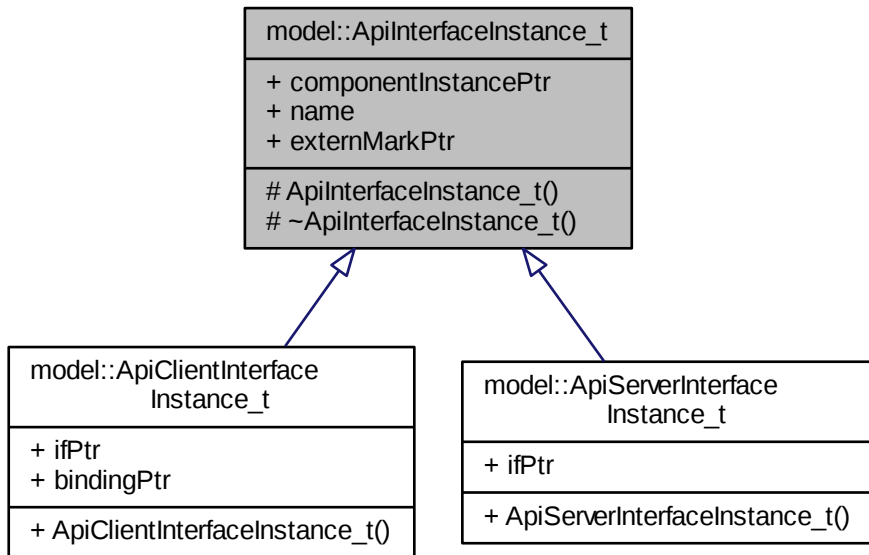 model::ApiInterfaceInstance_t
+ componentInstancePtr
+ name
+ externMarkPtr
# ApiInterfaceInstance_t()
# ~ApiInterfaceInstance_t()
model::ApiClientInterface
Instance_t
+ ifPtr
+ bindingPtr
+ ApiClientInterfaceInstance_t()
model::ApiServerInterface
Instance_t
+ ifPtr
+ ApiServerInterfaceInstance_t()